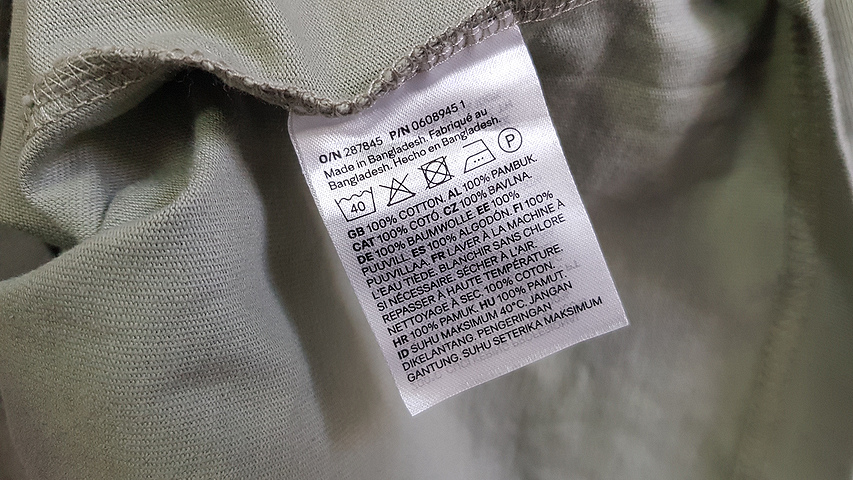 O/N 287845 P/N 0608945 1
Made in Bangladesh. Fabriqué au
Bangladesh. Hecho en Bangladesh.
40 P
GB 100% COTTON. AL 100% PAMBUK.
CAT 100% COTÓ. CZ 100% BAVLNA.
DE 100% BAUMWOLLE. EE 100%
PUUVILL. ES 100% ALGODÓN. FI 100%
PUUVILLAA. FR LAVER À LA MACHINE À
L'EAU TIÈDE. BLANCHIR SANS CHLORE
SI NÉCESSAIRE. SÉCHER À L'AIR.
REPASSER À HAUTE TEMPÉRATURE.
NETTOYAGE À SEC. 100% COTON.
HR 100% PAMUK. HU 100% PAMUT.
ID SUHU MAKSIMUM 40°C. JANGAN
DIKELANTANG. PENGERINGAN
GANTUNG. SUHU SETERIKA MAKSIMUM